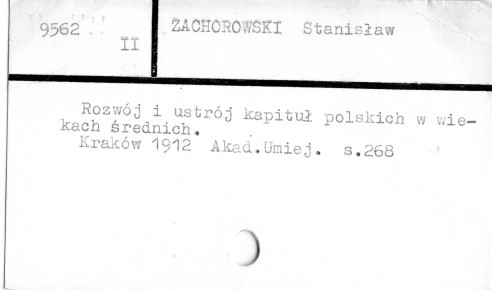 9562 ZACHOROWSKI Stanisław
II
Rozwój i ustrój kapituł polskich w wie-
kach średnich.
Kraków 1912 Akad.Umiej. s.268